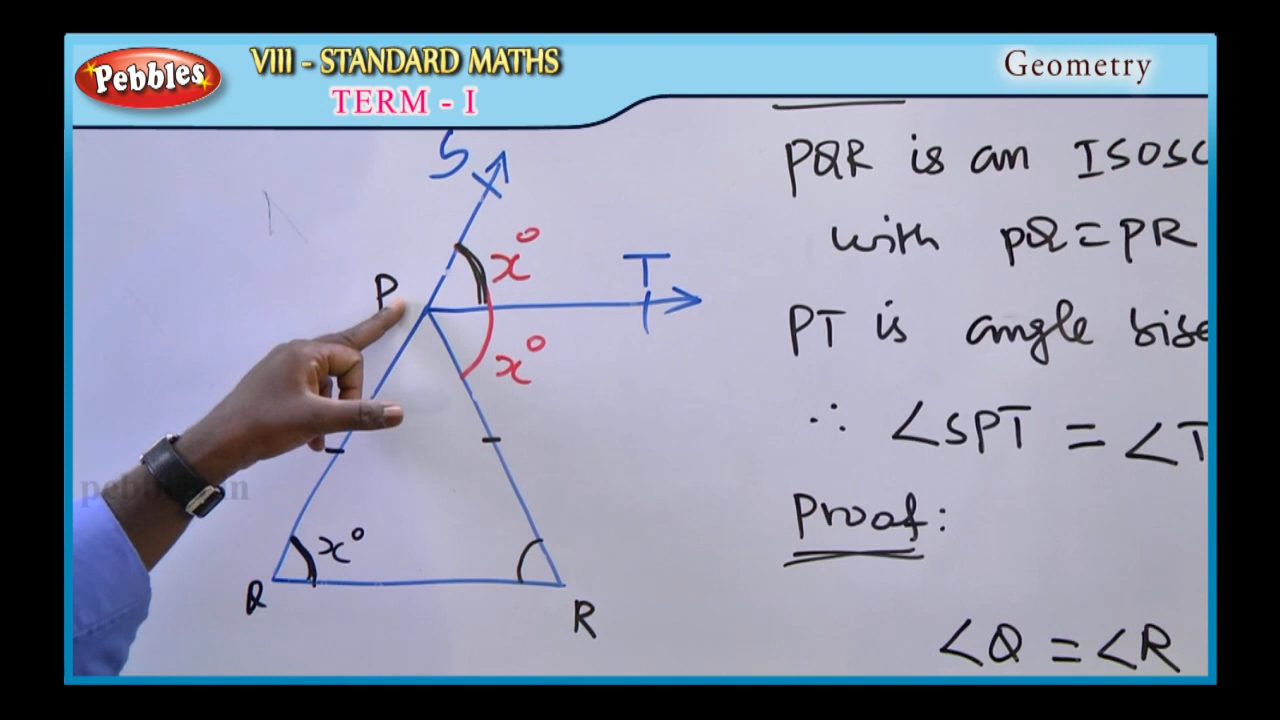 Pebbles
VIII - STANDARD MATHS
TERM - I
Geometry
S
x°
T
P
x°
x°
Q
R
PQR is an ISOSC
with PQ = PR
PT is angle bise
∴ ∠SPT = ∠T
Proof:
∠Q = ∠R